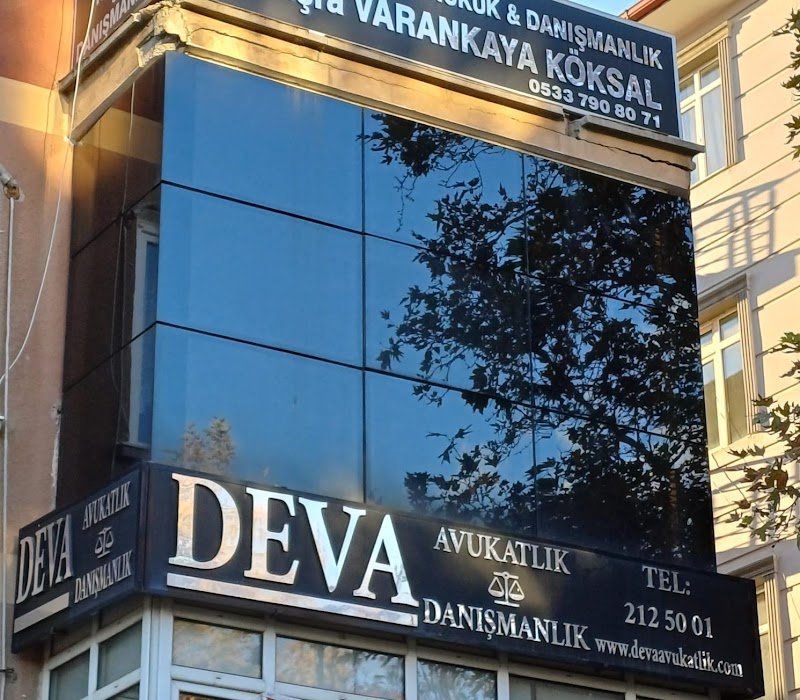 HUKUK & DANIŞMANLIK
VARANKAYA KÖKSAL
0533 790 80 71
DANIŞMANLIK
DEVA
AVUKATLIK
DANIŞMANLIK
DEVA
AVUKATLIK
DANIŞMANLIK
TEL:
212 50 01
www.devaavukatlik.com